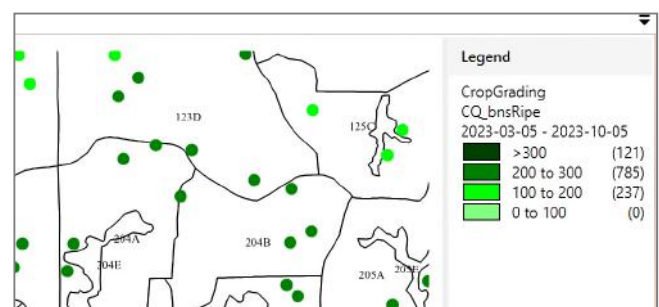 Legend
CropGrading
CQ_bnsRipe
2023-03-05 - 2023-10-05
>300 (121)
200 to 300 (785)
100 to 200 (237)
0 to 100 (0)
123D
125C
204A
204B
204E
205A
205E